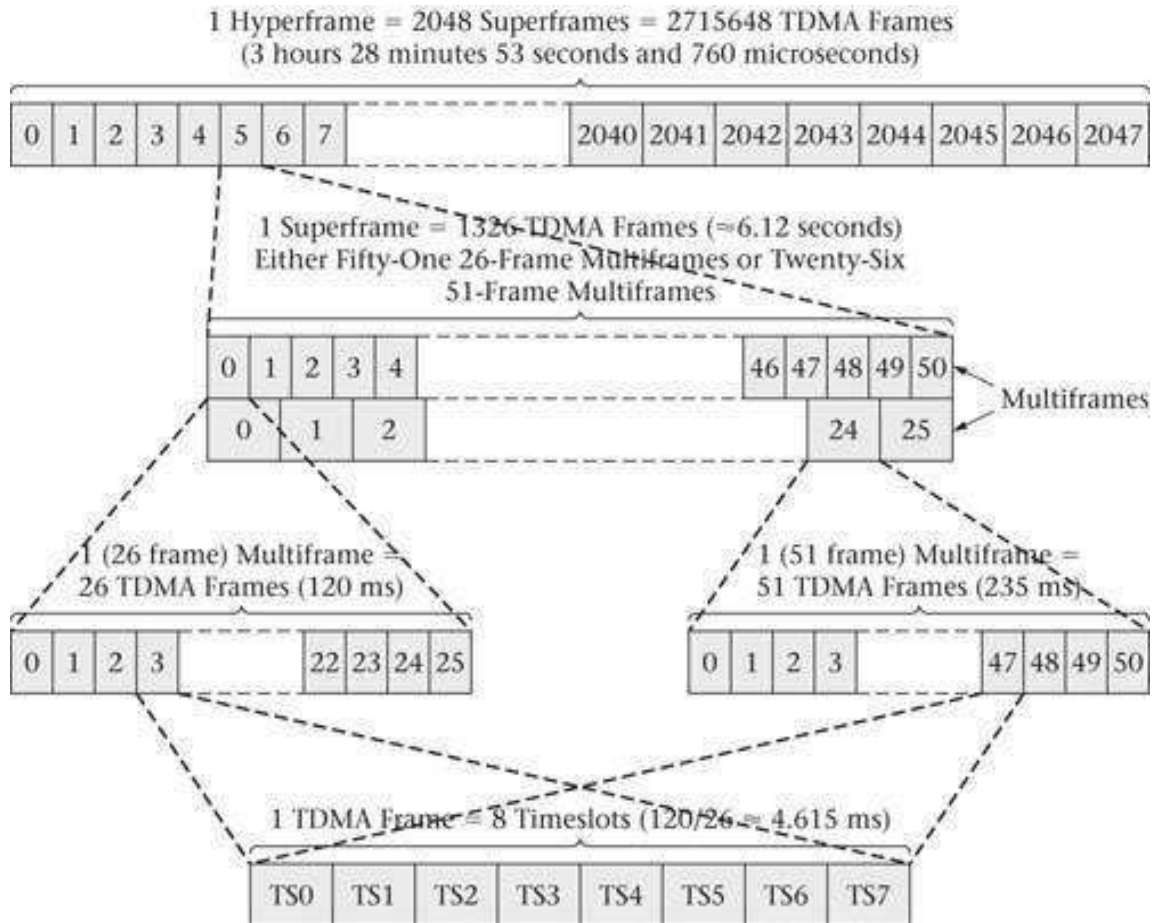 1 Hyperframe = 2048 Superframes = 2715648 TDMA Frames
(3 hours 28 minutes 53 seconds and 760 microseconds)
0 1 2 3 4 5 6 7 2040 2041 2042 2043 2044 2045 2046 2047
1 Superframe = 1326 TDMA Frames (≈6.12 seconds)
Either Fifty-One 26-Frame Multiframes or Twenty-Six
51-Frame Multiframes
0 1 2 3 4 46 47 48 49 50
Multiframes
0 1 2 24 25
1 (26 frame) Multiframe =
26 TDMA Frames (120 ms)
1 (51 frame) Multiframe =
51 TDMA Frames (235 ms)
0 1 2 3 22 23 24 25
0 1 2 3 47 48 49 50
1 TDMA Frame = 8 Timeslots (120/26 ≈ 4.615 ms)
TS0 TS1 TS2 TS3 TS4 TS5 TS6 TS7